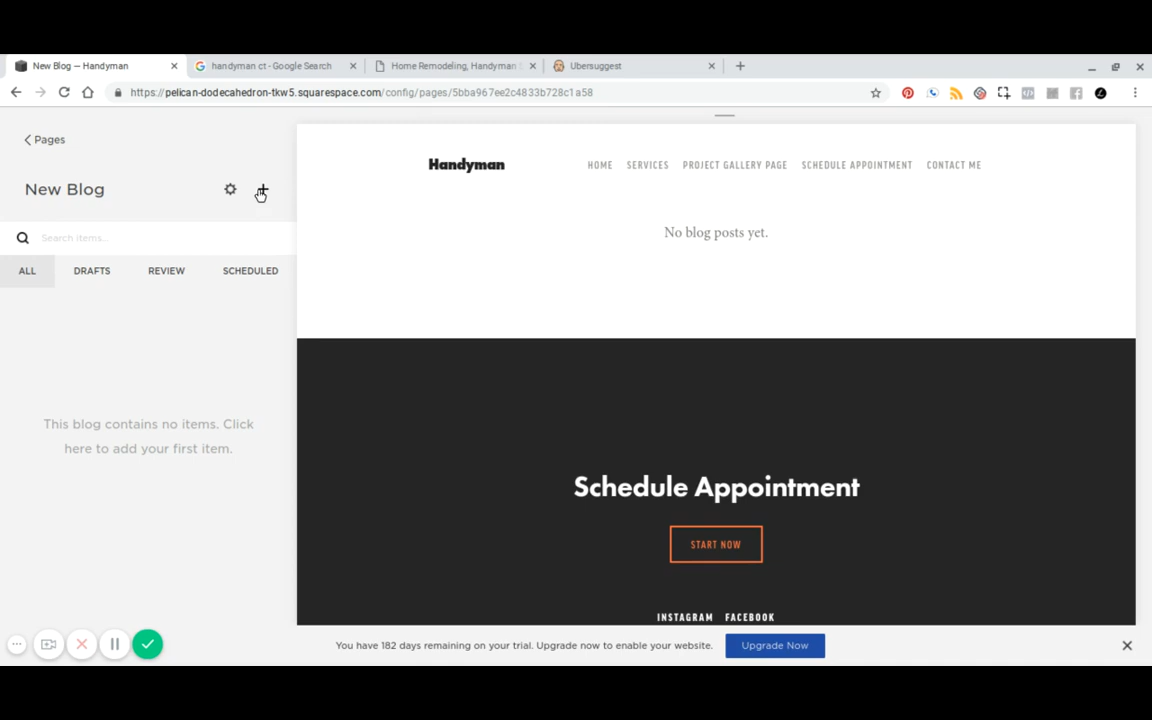 New Blog — Handyman
handyman ct - Google Search
Home Remodeling, Handyman
Ubersuggest
https://pelican-dodecahedron-tkw5.squarespace.com/config/pages/5bba967ee2c4833b728c1a58
Pages
New Blog
Search items...
ALL DRAFTS REVIEW SCHEDULED
This blog contains no items. Click
here to add your first item.
Handyman
HOME SERVICES PROJECT GALLERY PAGE SCHEDULE APPOINTMENT CONTACT ME
No blog posts yet.
Schedule Appointment
START NOW
INSTAGRAM FACEBOOK
You have 182 days remaining on your trial. Upgrade now to enable your website.
Upgrade Now